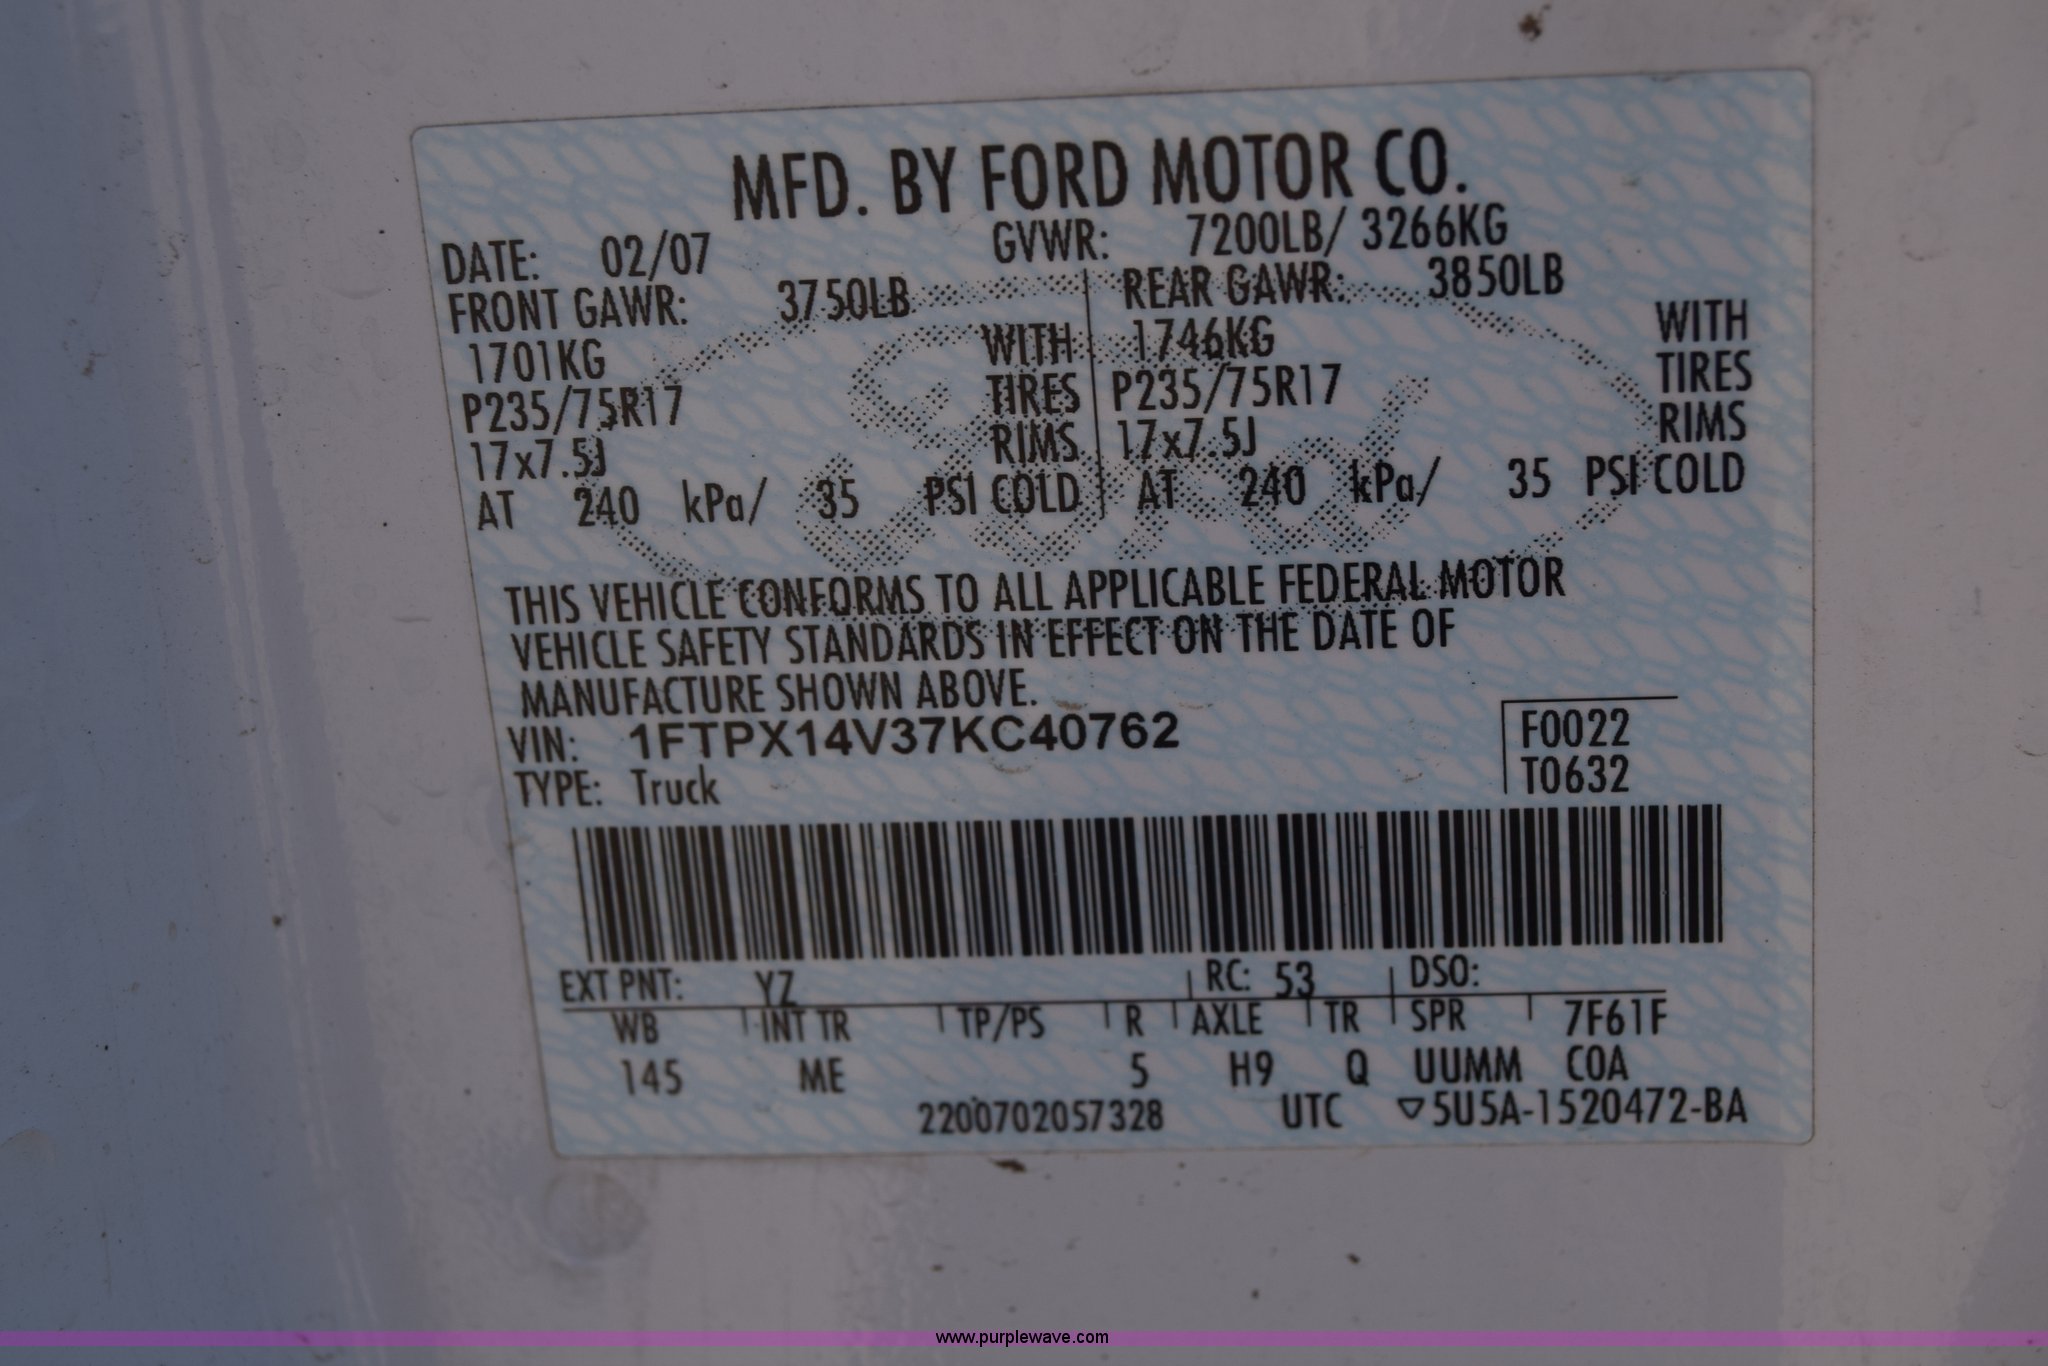 MFD. BY FORD MOTOR CO.
DATE: 02/07 GVWR: 7200LB/ 3266KG
FRONT GAWR: 3750LB REAR GAWR: 3850LB
1701KG WITH 1746KG WITH
P235/75R17 TIRES P235/75R17 TIRES
17x7.5J RIMS 17x7.5J RIMS
AT 240 kPa/ 35 PSI COLD AT 240 kPa/ 35 PSI COLD
Ford
THIS VEHICLE CONFORMS TO ALL APPLICABLE FEDERAL MOTOR
VEHICLE SAFETY STANDARDS IN EFFECT ON THE DATE OF
MANUFACTURE SHOWN ABOVE.
VIN: 1FTPX14V37KC40762 F0022
TYPE: Truck T0632
EXT PNT: YZ RC: 53 DSO:
WB INT TR TP/PS R AXLE TR SPR 7F61F
145 ME 5 H9 Q UUMM COA
2200702057328 UTC ▽5U5A-1520472-BA
www.purplewave.com